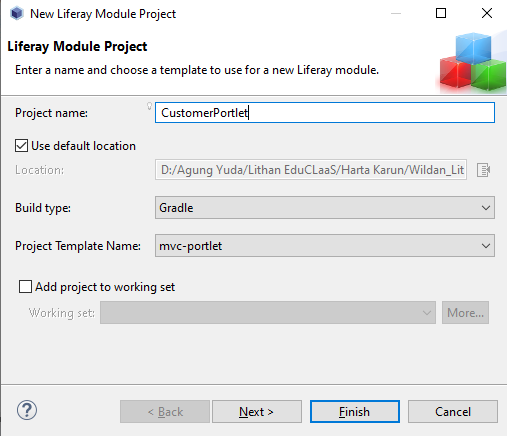 New Liferay Module Project
Liferay Module Project
Enter a name and choose a template to use for a new Liferay module.
Project name: CustomerPortlet
Use default location
Location: D:/Agung Yuda/Lithan EduCLaaS/Harta Karun/Wildan_Lit
Build type: Gradle
Project Template Name: mvc-portlet
Add project to working set
Working set: More...
? < Back Next > Finish Cancel